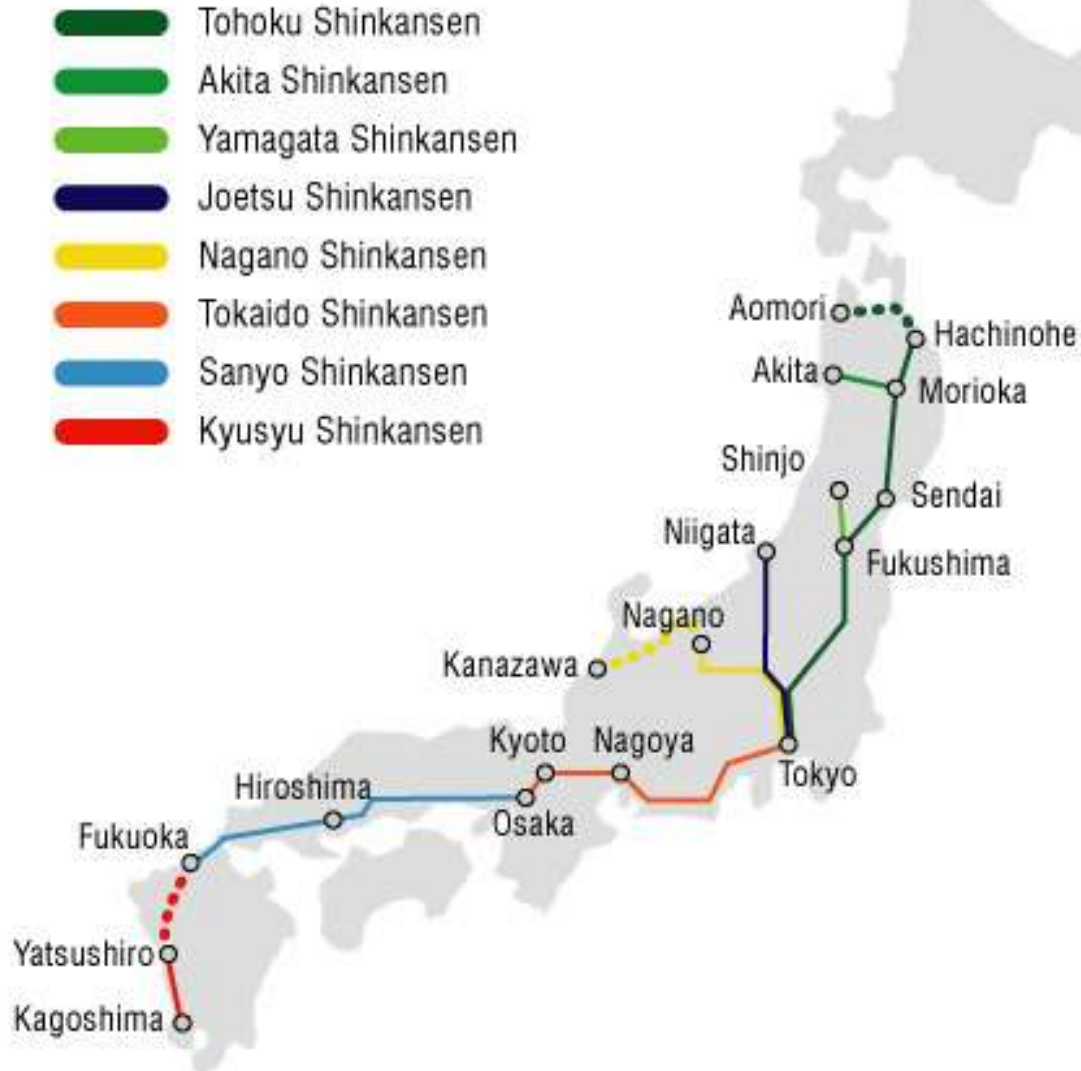 Tohoku Shinkansen
Akita Shinkansen
Yamagata Shinkansen
Joetsu Shinkansen
Nagano Shinkansen
Tokaido Shinkansen
Sanyo Shinkansen
Kyusyu Shinkansen
Aomori
Hachinohe
Akita
Morioka
Shinjo
Sendai
Niigata
Fukushima
Nagano
Kanazawa
Kyoto
Nagoya
Tokyo
Hiroshima
Osaka
Fukuoka
Yatsushiro
Kagoshima